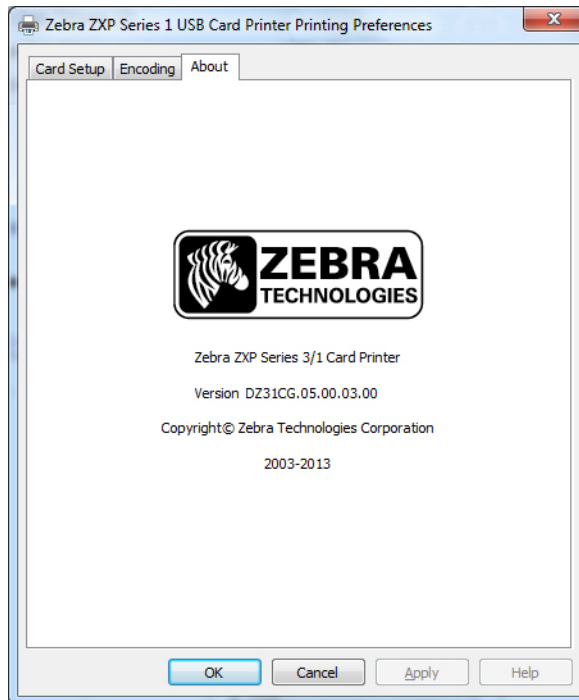 Zebra ZXP Series 1 USB Card Printer Printing Preferences
Card Setup Encoding About
ZEBRA
TECHNOLOGIES
Zebra ZXP Series 3/1 Card Printer
Version DZ31CG.05.00.03.00
Copyright© Zebra Technologies Corporation
2003-2013
OK Cancel Apply Help